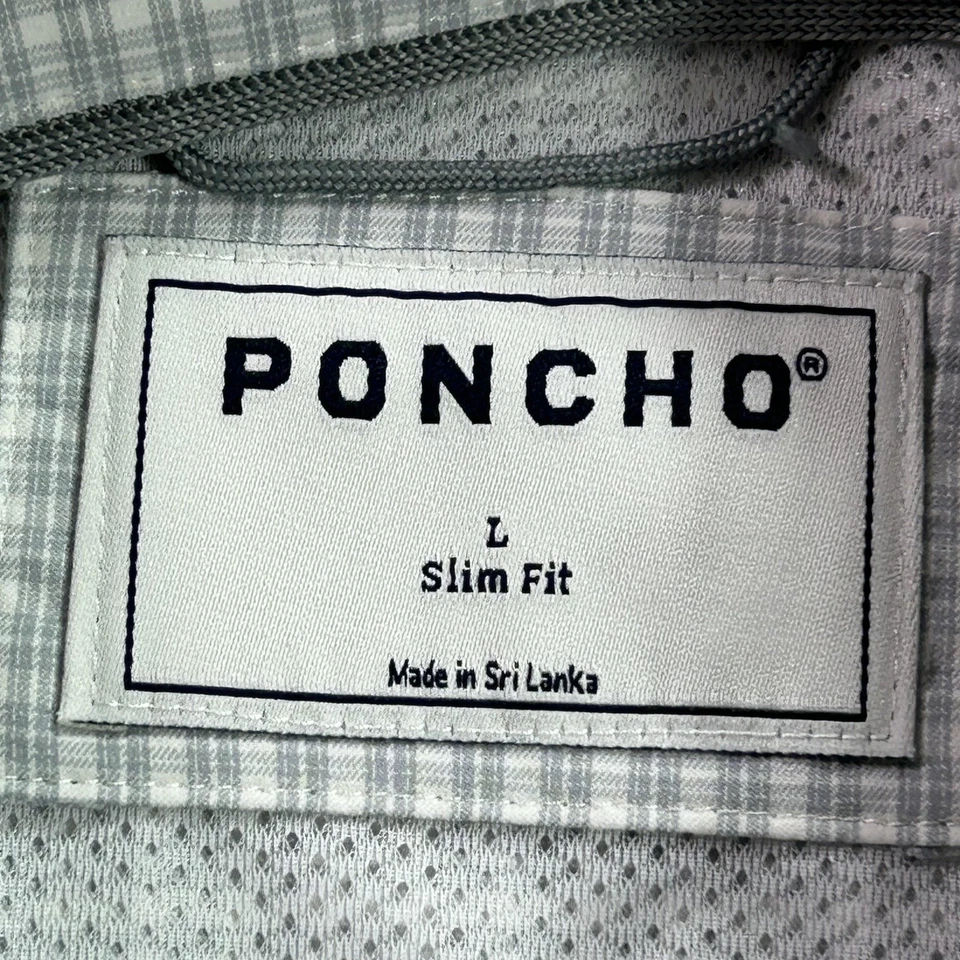 PONCHO®
L
Slim Fit
Made in Sri Lanka